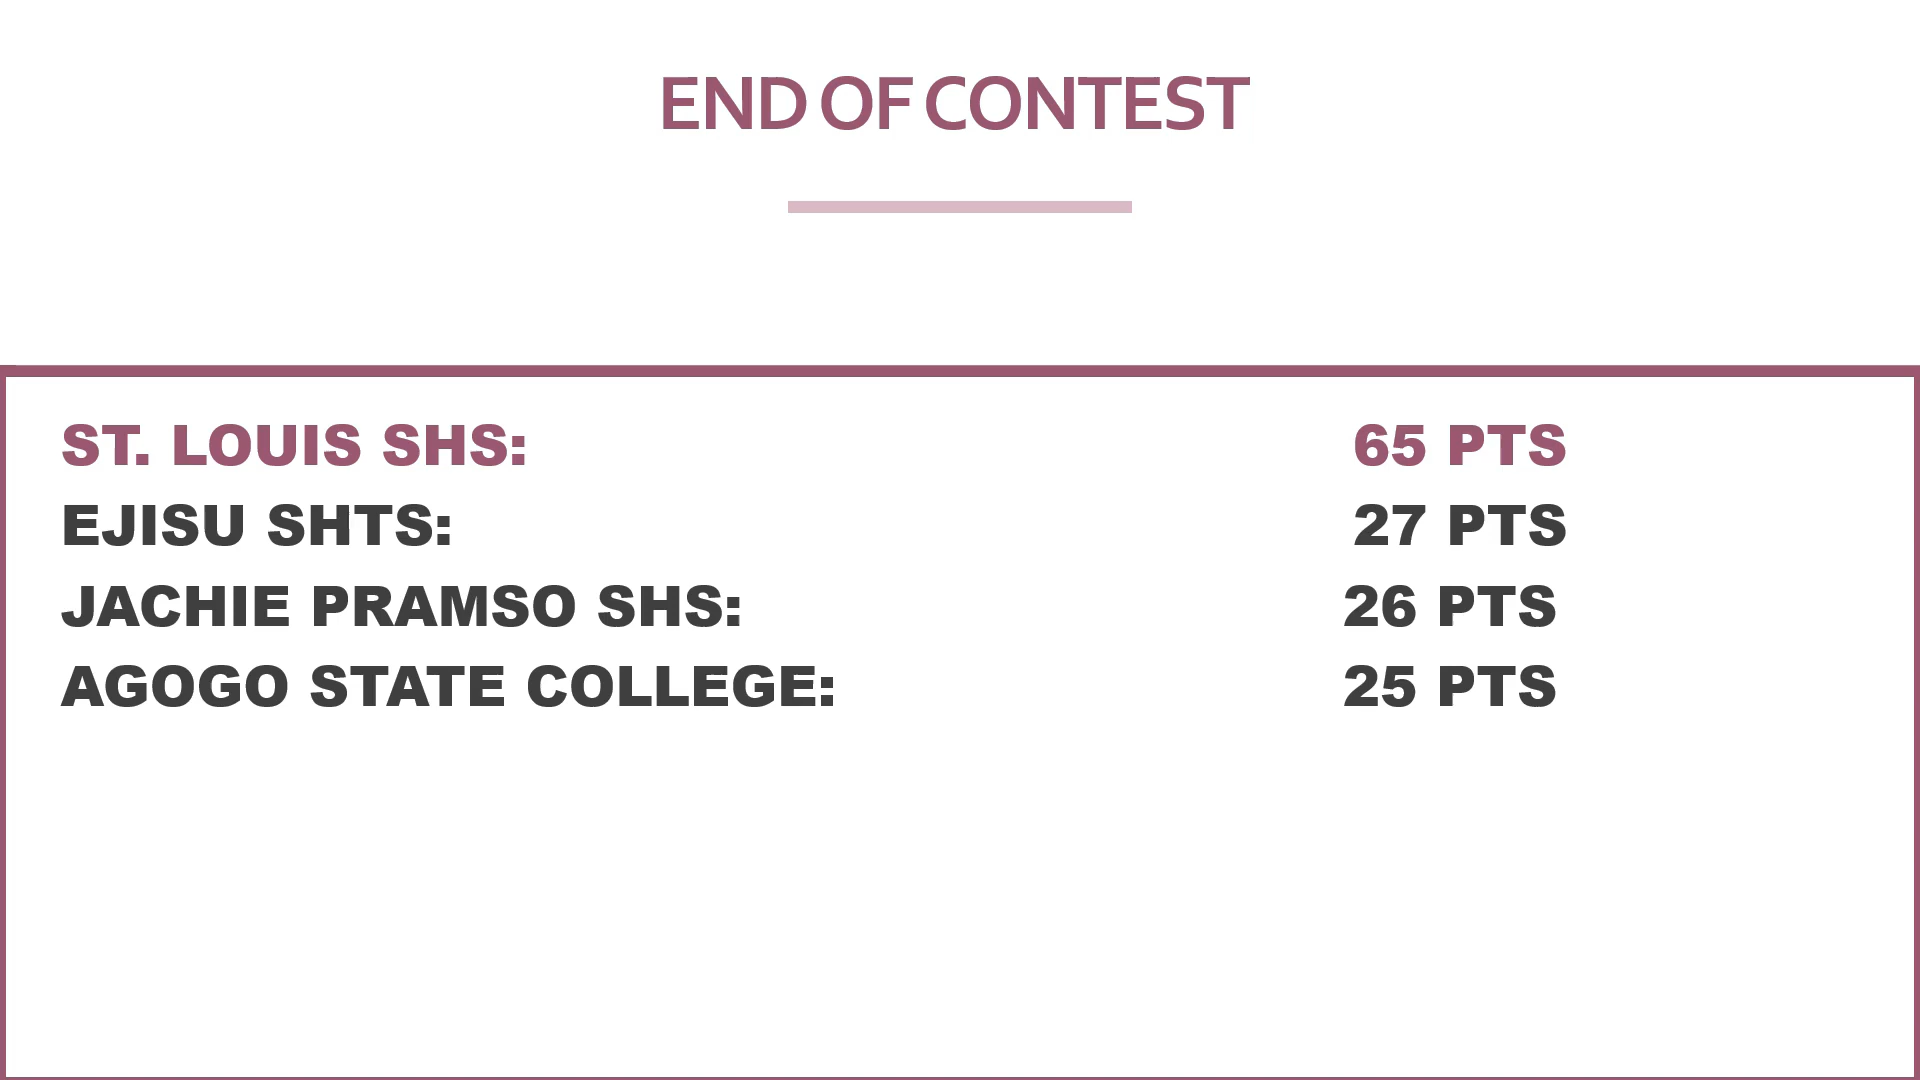 END OF CONTEST
ST. LOUIS SHS: 65 PTS
EJISU SHTS: 27 PTS
JACHIE PRAMSO SHS: 26 PTS
AGOGO STATE COLLEGE: 25 PTS